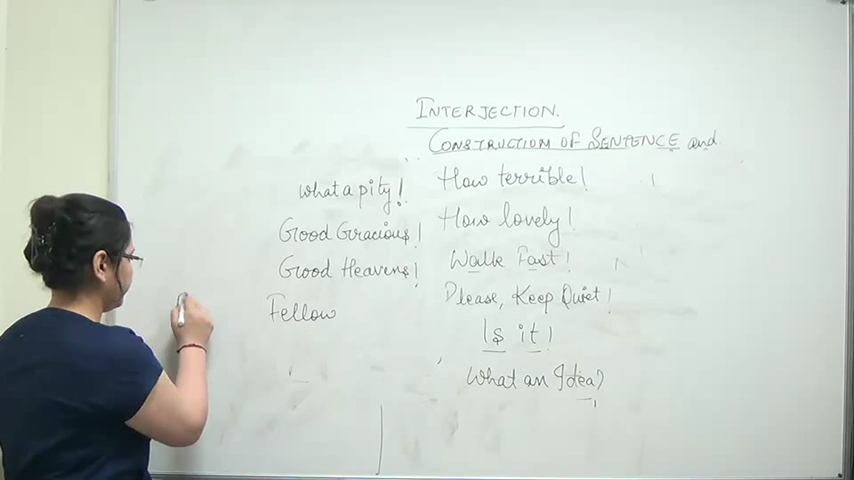 INTERJECTION.
CONSTRUCTION OF SENTENCE and
What a pity! How terrible!
Good Gracious! How lovely!
Good Heavens! Walk Fast!
Fellow Please, Keep Quiet!
Is it!
What an Idea?